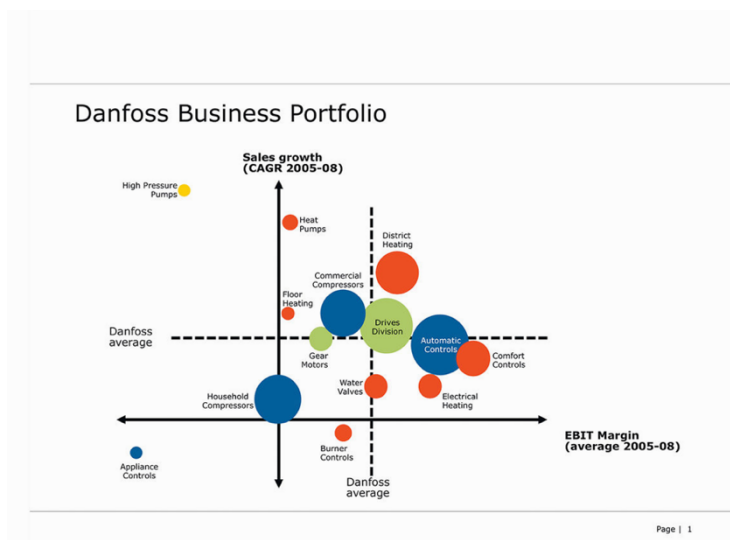 Danfoss Business Portfolio
Sales growth
(CAGR 2005-08)
High Pressure
Pumps
Heat
Pumps
District
Heating
Commercial
Compressors
Floor
Heating
Drives
Division
Danfoss
average
Automatic
Controls
Gear
Motors
Comfort
Controls
Water
Valves
Household
Compressors
Electrical
Heating
EBIT Margin
(average 2005-08)
Burner
Controls
Appliance
Controls
Danfoss
average
Page | 1